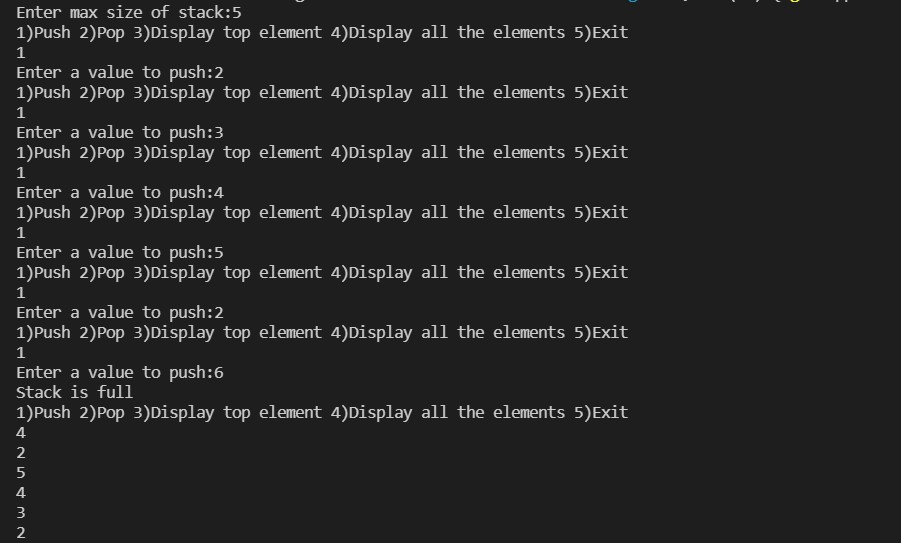 Enter max size of stack:5
1)Push 2)Pop 3)Display top element 4)Display all the elements 5)Exit
1
Enter a value to push:2
1)Push 2)Pop 3)Display top element 4)Display all the elements 5)Exit
1
Enter a value to push:3
1)Push 2)Pop 3)Display top element 4)Display all the elements 5)Exit
1
Enter a value to push:4
1)Push 2)Pop 3)Display top element 4)Display all the elements 5)Exit
1
Enter a value to push:5
1)Push 2)Pop 3)Display top element 4)Display all the elements 5)Exit
1
Enter a value to push:2
1)Push 2)Pop 3)Display top element 4)Display all the elements 5)Exit
1
Enter a value to push:6
Stack is full
1)Push 2)Pop 3)Display top element 4)Display all the elements 5)Exit
4
2
5
4
3
2